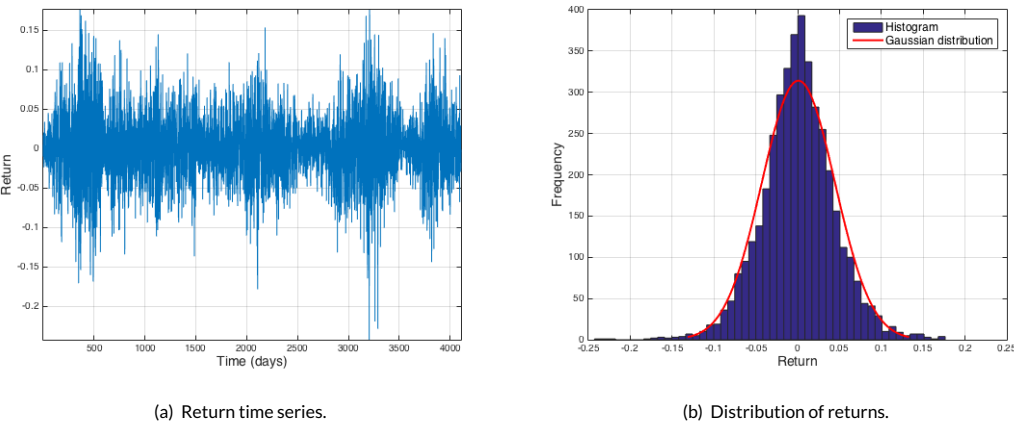 0.15
0.1
0.05
0
-0.05
-0.1
-0.15
-0.2
Return
500 1000 1500 2000 2500 3000 3500 4000
Time (days)
(a) Return time series.
400
350
300
250
200
150
100
50
0
Frequency
Histogram
Gaussian distribution
-0.25 -0.2 -0.15 -0.1 -0.05 0 0.05 0.1 0.15 0.2 0.25
Return
(b) Distribution of returns.